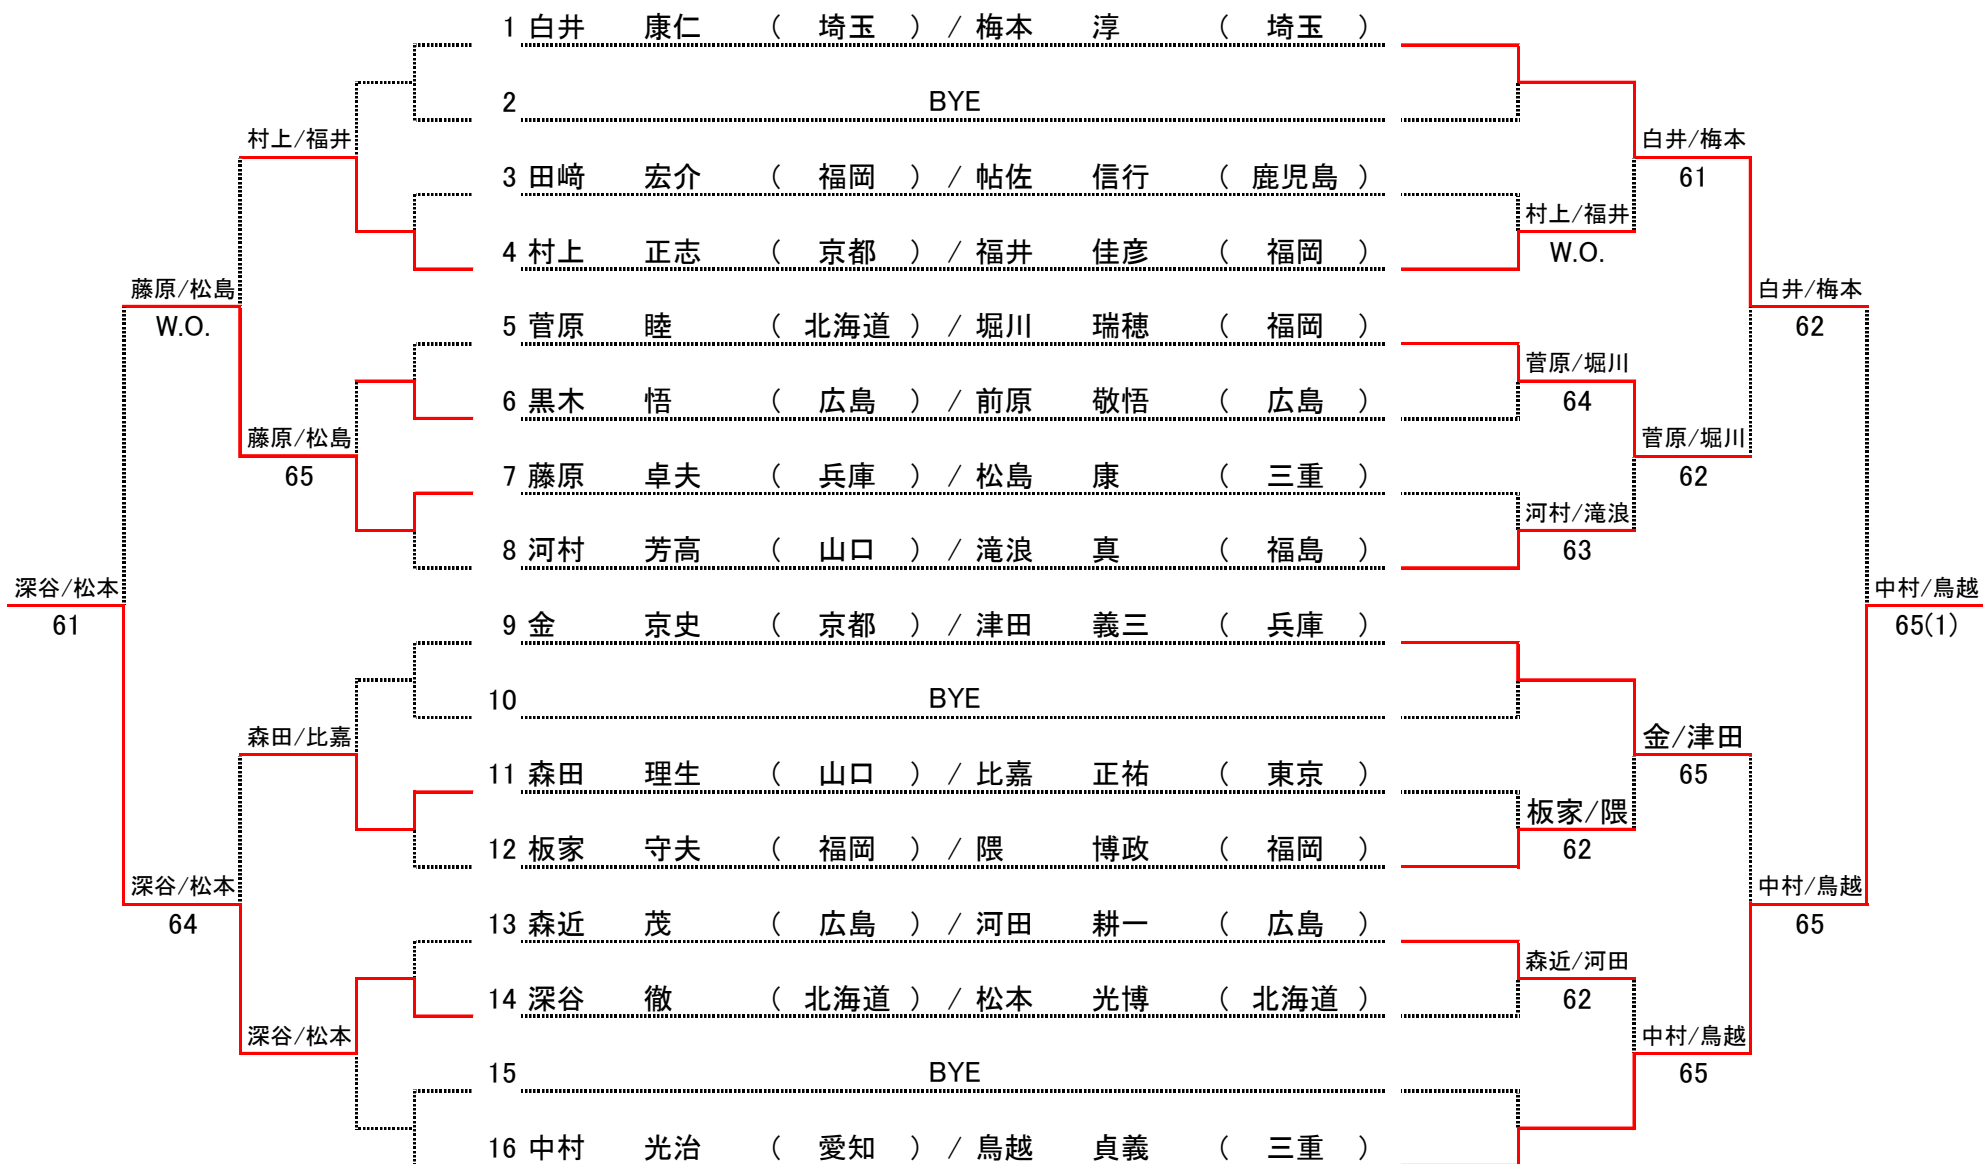 1 白井 康仁 ( 埼玉 ) / 梅本 淳 ( 埼玉 )
2 BYE
村上/福井
白井/梅本
3 田﨑 宏介 ( 福岡 ) / 帖佐 信行 ( 鹿児島 )
61
村上/福井
4 村上 正志 ( 京都 ) / 福井 佳彦 ( 福岡 )
W.O.
藤原/松島
白井/梅本
W.O.
5 菅原 睦 ( 北海道 ) / 堀川 瑞穂 ( 福岡 )
62
菅原/堀川
6 黒木 悟 ( 広島 ) / 前原 敬悟 ( 広島 )
64
藤原/松島
菅原/堀川
65
7 藤原 卓夫 ( 兵庫 ) / 松島 康 ( 三重 )
62
河村/滝浪
8 河村 芳高 ( 山口 ) / 滝浪 真 ( 福島 )
63
深谷/松本
中村/鳥越
61
9 金 京史 ( 京都 ) / 津田 義三 ( 兵庫 )
65(1)
10 BYE
森田/比嘉
金/津田
11 森田 理生 ( 山口 ) / 比嘉 正祐 ( 東京 )
65
板家/隈
12 板家 守夫 ( 福岡 ) / 隈 博政 ( 福岡 )
62
深谷/松本
中村/鳥越
64
13 森近 茂 ( 広島 ) / 河田 耕一 ( 広島 )
65
森近/河田
14 深谷 徹 ( 北海道 ) / 松本 光博 ( 北海道 )
62
深谷/松本
中村/鳥越
15 BYE
65
16 中村 光治 ( 愛知 ) / 鳥越 貞義 ( 三重 )